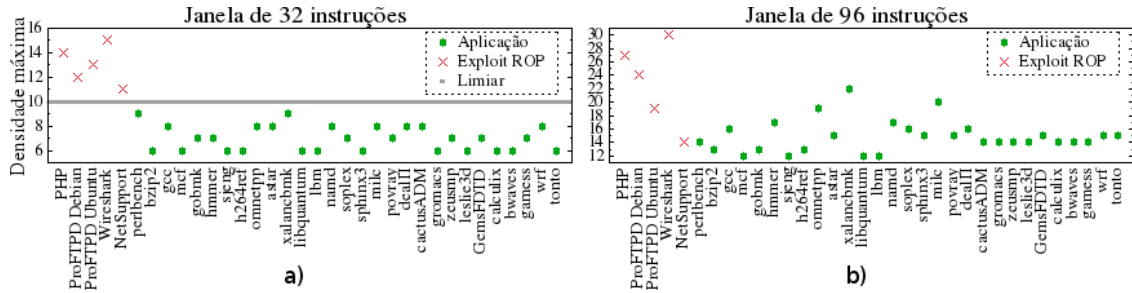 Janela de 32 instruções
Densidade máxima
16
14
12
10
8
6
Aplicação
Exploit ROP
Limiar
PHP
ProFTPD Debian
ProFTPD Ubuntu
Wireshark
NetSupport
perlbench
bzip2
gcc
mcf
gobmk
hmmer
sjeng
h264ref
omnetpp
astar
xalancbmk
libquantum
lbm
namd
soplex
sphinx3
milc
povray
dealII
cactusADM
gromacs
zeusmp
leslie3d
GemsFDTD
calculix
bwaves
gamess
wrf
tonto
a)
Janela de 96 instruções
30
28
26
24
22
20
18
16
14
12
Aplicação
Exploit ROP
PHP
ProFTPD Debian
ProFTPD Ubuntu
Wireshark
NetSupport
perlbench
bzip2
gcc
mcf
gobmk
hmmer
sjeng
h264ref
omnetpp
astar
xalancbmk
libquantum
lbm
namd
soplex
sphinx3
milc
povray
dealII
cactusADM
gromacs
zeusmp
leslie3d
GemsFDTD
calculix
bwaves
gamess
wrf
tonto
b)